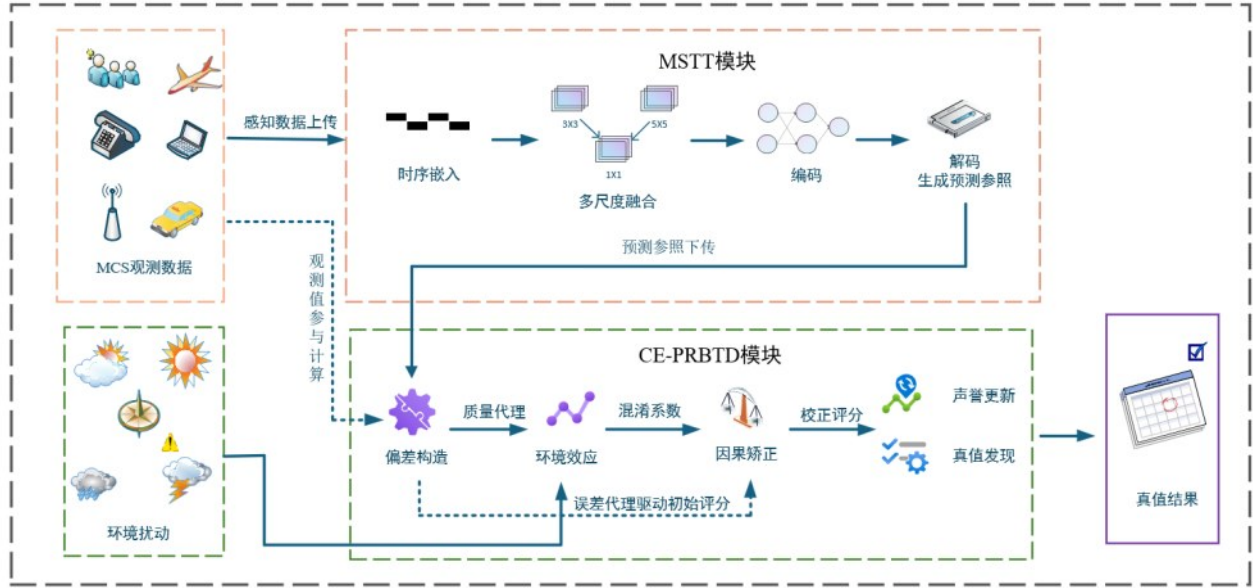 MSTT模块
感知数据上传
3X3
5X5
1X1
时序嵌入
多尺度融合
编码
解码
生成预测参照
MCS观测数据
预测参照下传
观测值参与计算
CE-PRBTD模块
质量代理
混淆系数
校正评分
声誉更新
偏差构造
环境效应
因果矫正
真值发现
误差代理驱动初始评分
环境扰动
真值结果